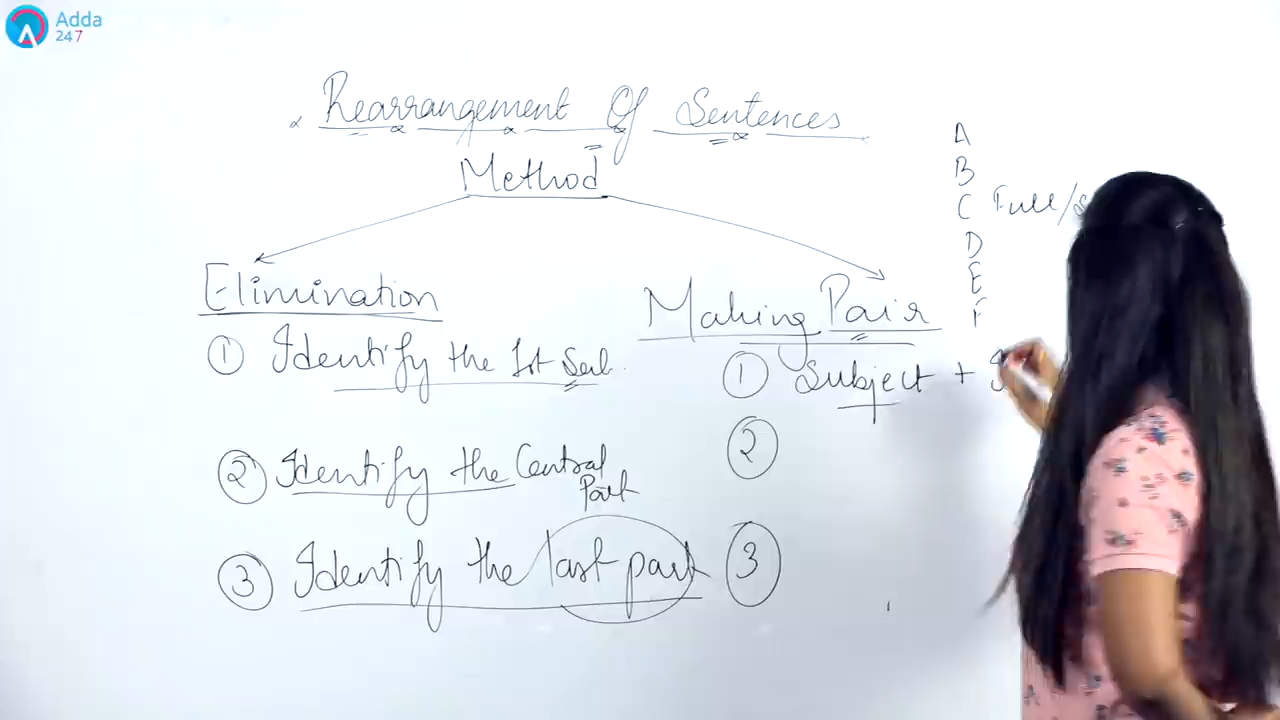 Adda
247
Rearrangement Of Sentences
Method
A
B
C Full/S
D
E
F
Elimination
① Identify the 1st Sent.
② Identify the Central
Part
③ Identify the last part
Making Pair
① Subject +
②
③